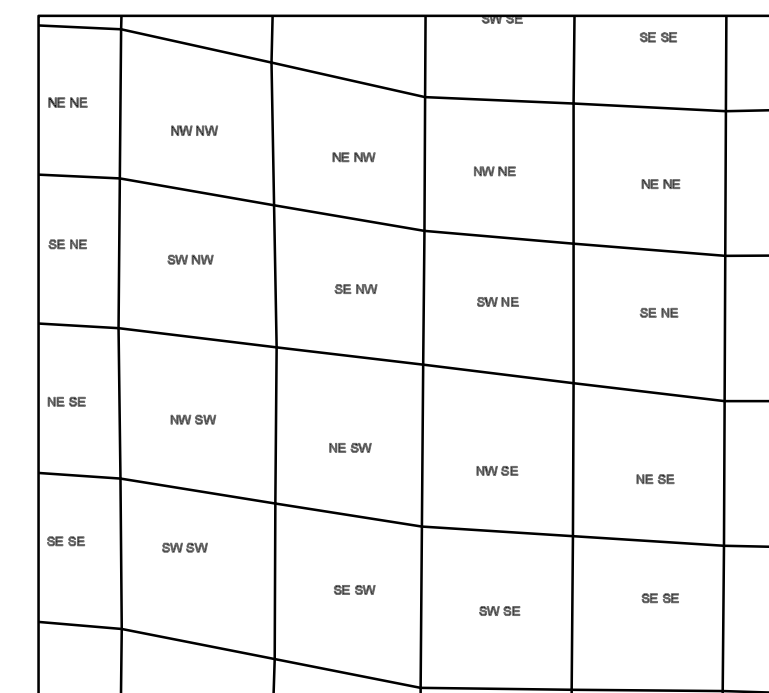 SW SE
SE SE
NE NE
NW NW
NE NW
NW NE
NE NE
SE NE
SW NW
SE NW
SW NE
SE NE
NE SE
NW SW
NE SW
NW SE
NE SE
SE SE
SW SW
SE SW
SW SE
SE SE